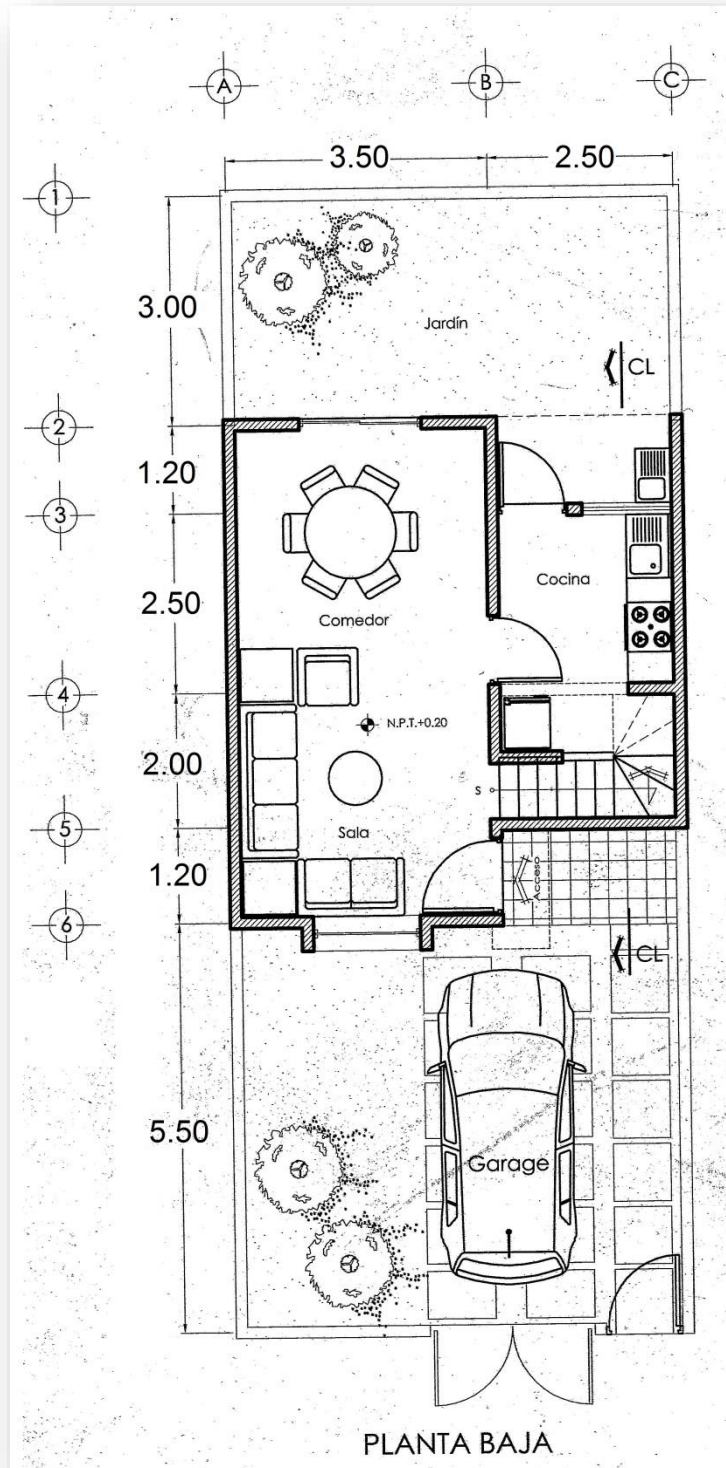 A
B
C
3.50
2.50
1
3.00
Jardín
CL
2
1.20
3
2.50
Cocina
Comedor
4
N.P.T.+0.20
2.00
S
5
Sala
1.20
Acceso
6
CL
5.50
Garage
PLANTA BAJA